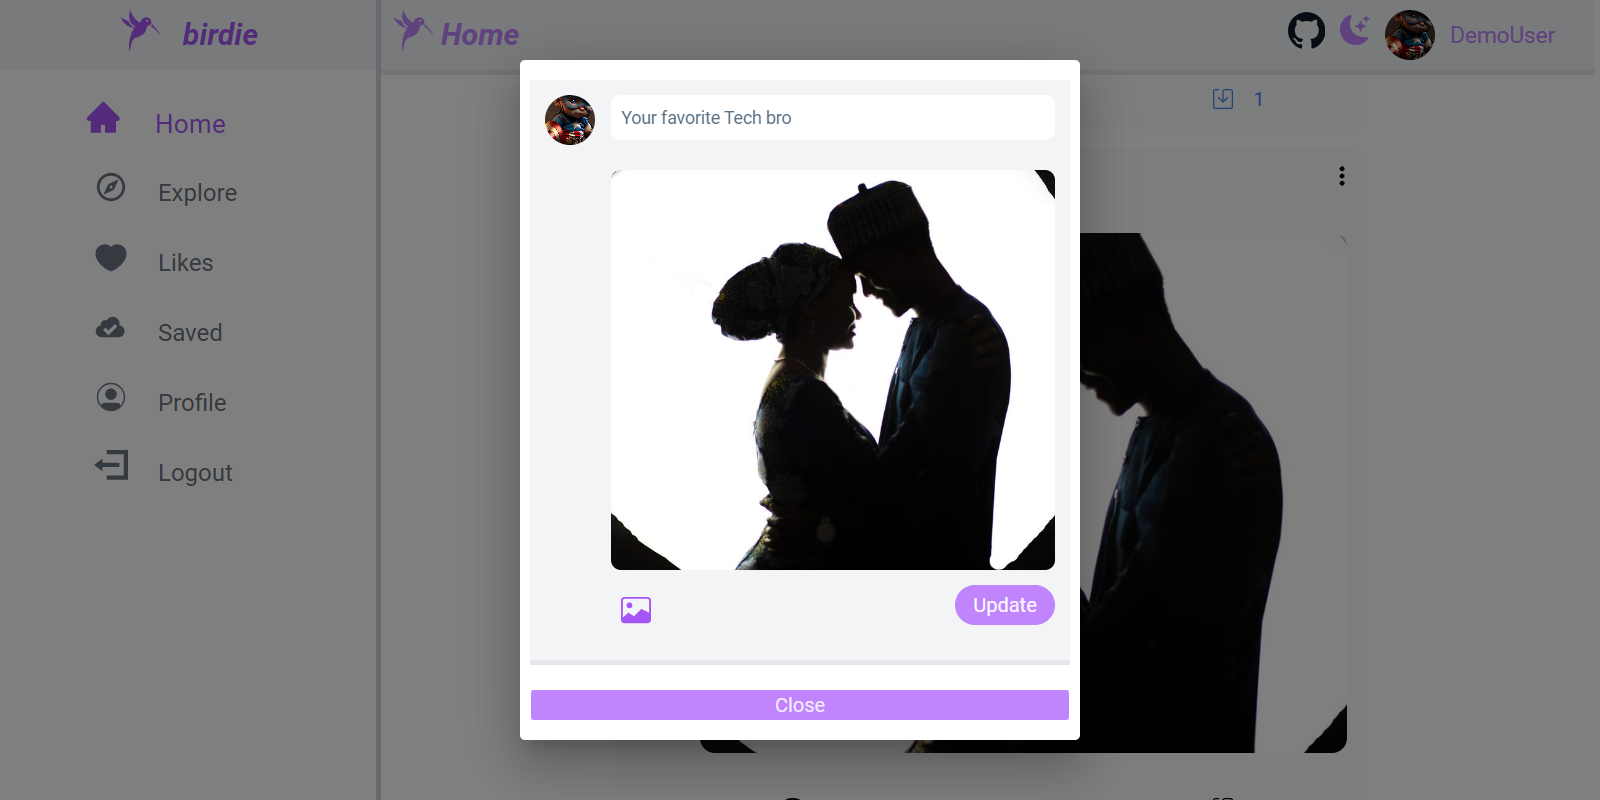 birdie
Home
DemoUser
Home
Explore
Likes
Saved
Profile
Logout
1
Your favorite Tech bro
Update
Close